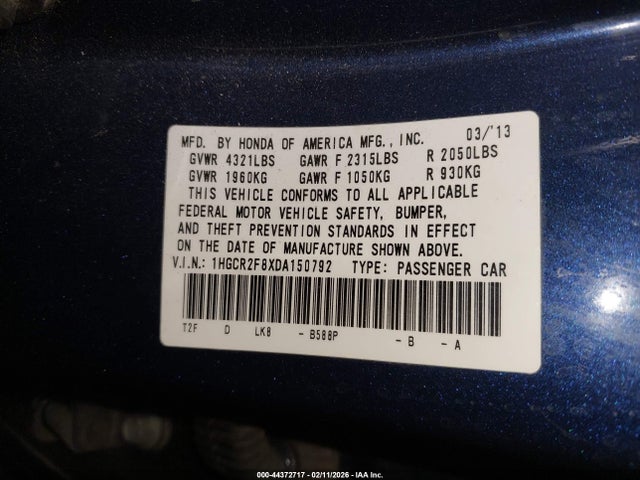 MFD. BY HONDA OF AMERICA MFG., INC. 03/'13
GVWR 4321LBS GAWR F 2315LBS R 2050LBS
GVWR 1960KG GAWR F 1050KG R 930KG
THIS VEHICLE CONFORMS TO ALL APPLICABLE
FEDERAL MOTOR VEHICLE SAFETY, BUMPER,
AND THEFT PREVENTION STANDARDS IN EFFECT
ON THE DATE OF MANUFACTURE SHOWN ABOVE.
V.I.N.: 1HGCR2F8XDA150792 TYPE: PASSENGER CAR
T2F D LK8 - B588P - B - A
000-44372717 - 02/11/2026 - IAA Inc.